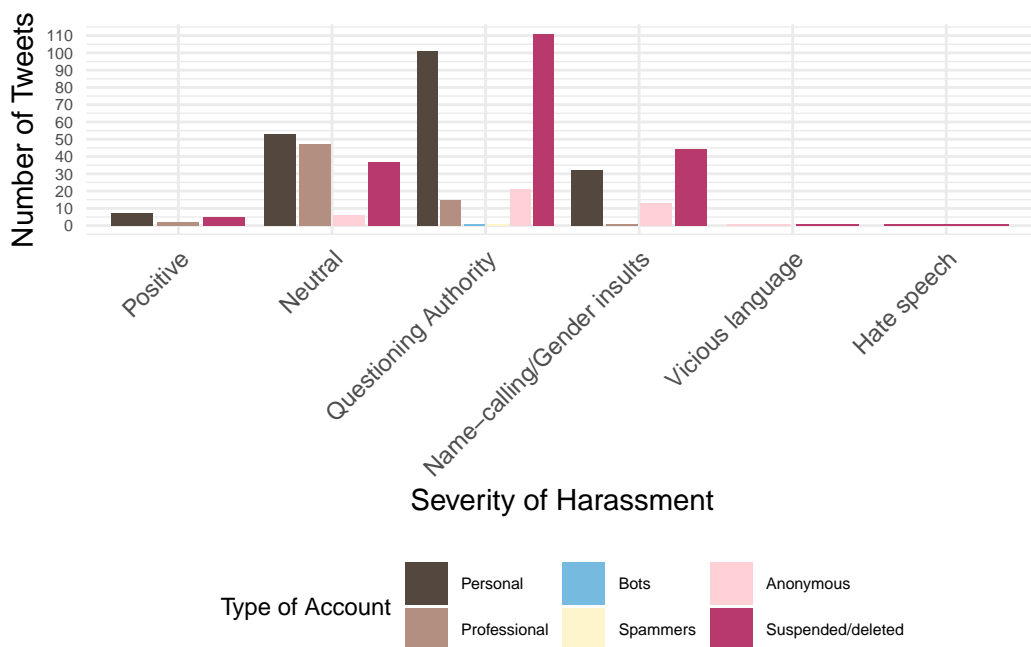 Number of Tweets
110
100
90
80
70
60
50
40
30
20
10
0
Positive
Neutral
Questioning Authority
Name–calling/Gender insults
Vicious language
Hate speech
Severity of Harassment
Type of Account
Personal
Bots
Anonymous
Professional
Spammers
Suspended/deleted